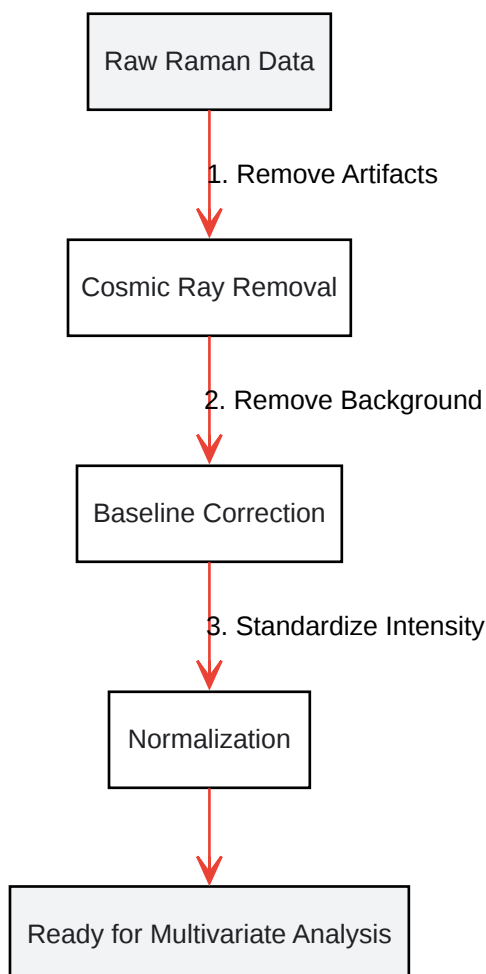 Raw Raman Data
1. Remove Artifacts
Cosmic Ray Removal
2. Remove Background
Baseline Correction
3. Standardize Intensity
Normalization
Ready for Multivariate Analysis